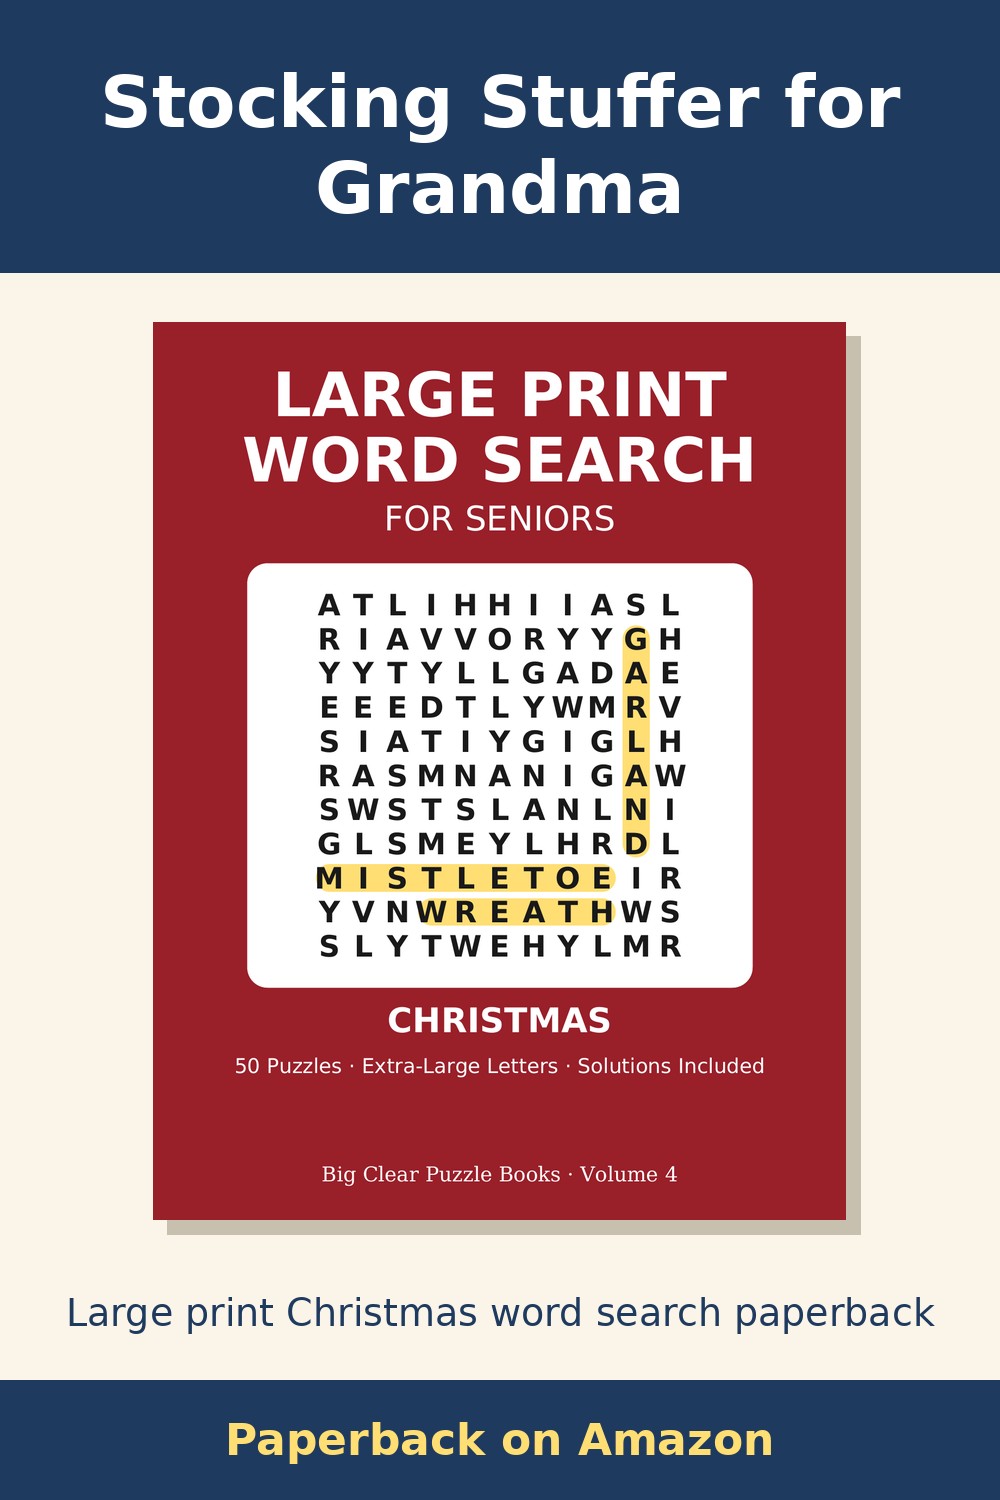 Stocking Stuffer for
Grandma
LARGE PRINT
WORD SEARCH
FOR SENIORS
A T L I H H I I A S L
R I A V V O R Y Y G H
Y Y T Y L L G A D A E
E E E D T L Y W M R V
S I A T I Y G I G L H
R A S M N A N I G A W
S W S T S L A N L N I
G L S M E Y L H R D L
M I S T L E T O E I R
Y V N W R E A T H W S
S L Y T W E H Y L M R
CHRISTMAS
50 Puzzles · Extra-Large Letters · Solutions Included
Big Clear Puzzle Books · Volume 4
Large print Christmas word search paperback
Paperback on Amazon